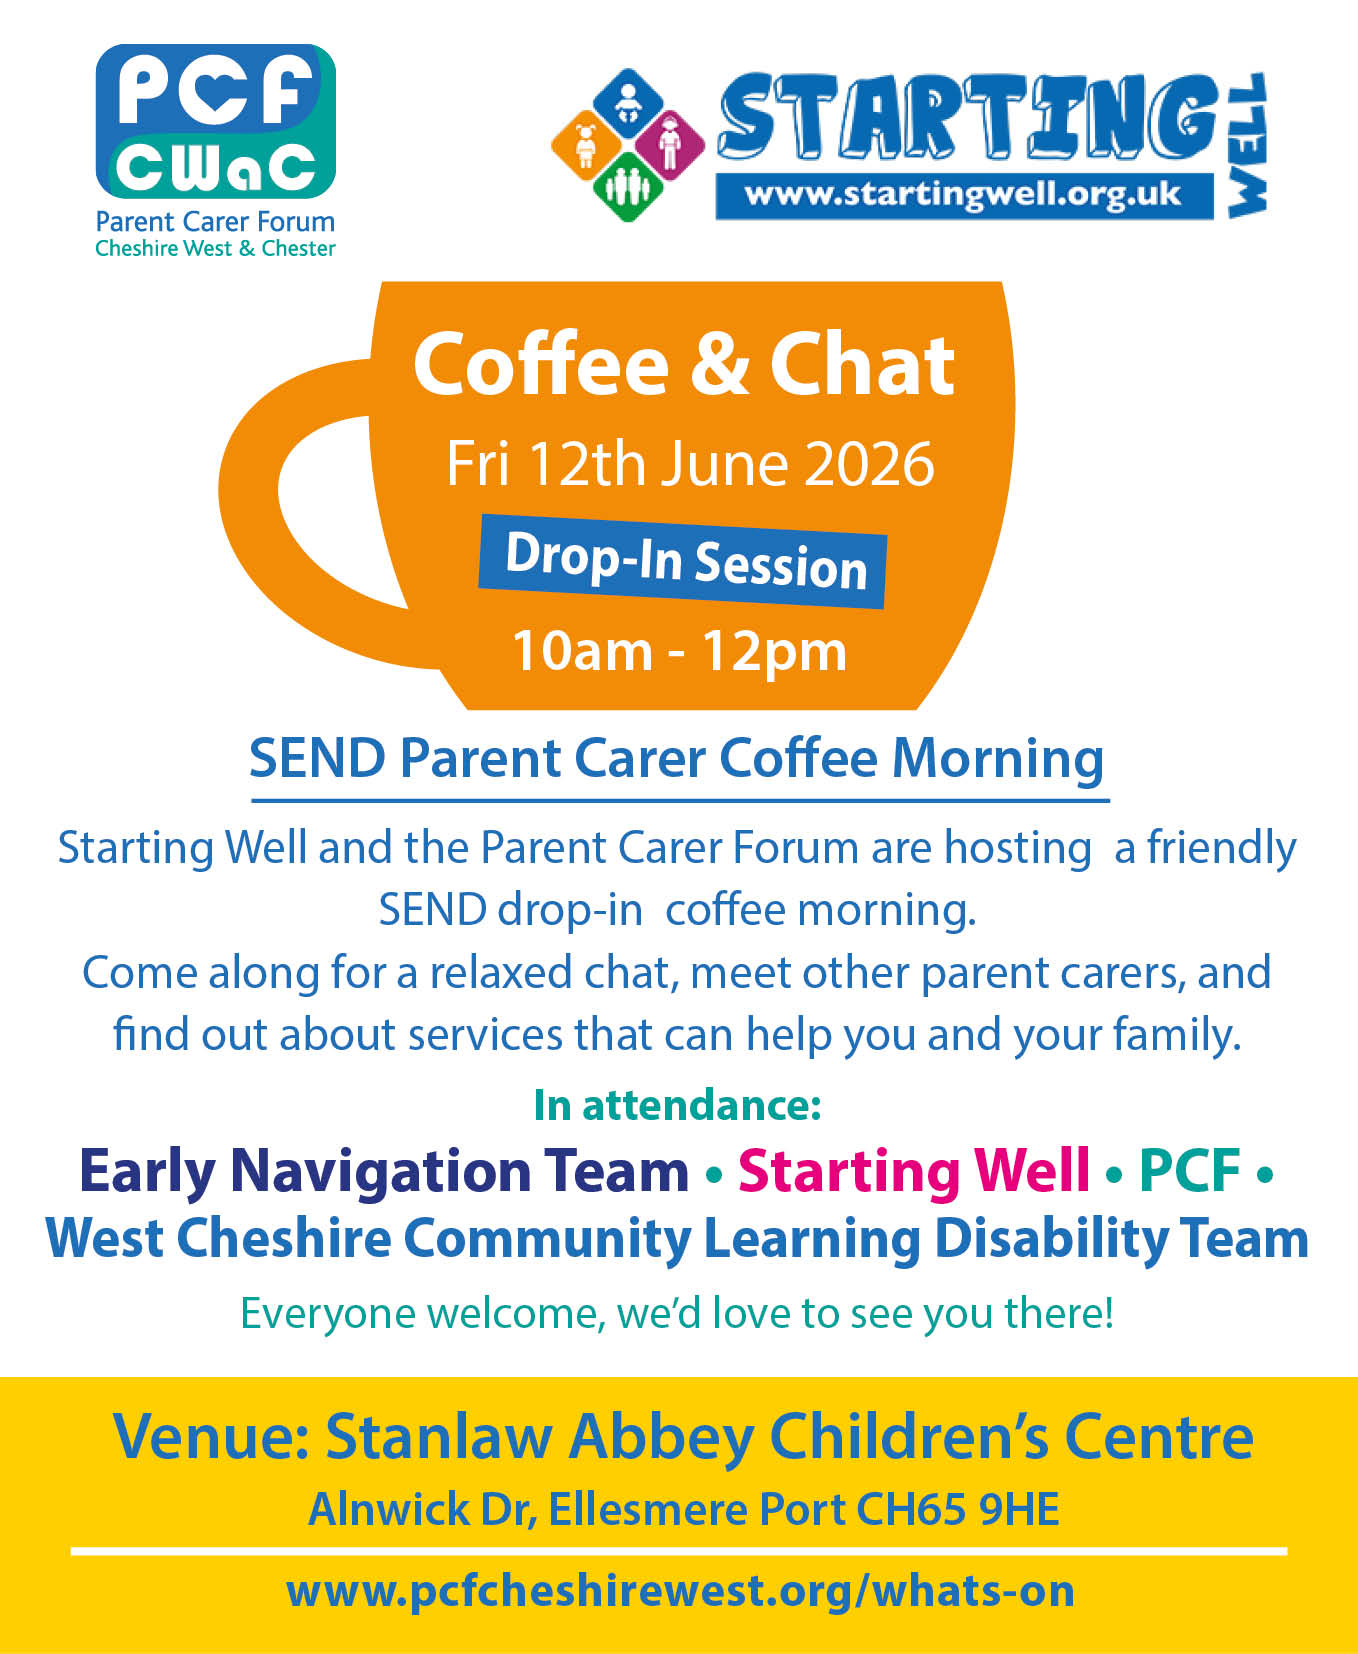 PCF
CWaC
Parent Carer Forum
Cheshire West & Chester
STARTING
WELL
www.startingwell.org.uk
Coffee & Chat
Fri 12th June 2026
Drop-In Session
10am - 12pm
SEND Parent Carer Coffee Morning
Starting Well and the Parent Carer Forum are hosting a friendly
SEND drop-in coffee morning.
Come along for a relaxed chat, meet other parent carers, and
find out about services that can help you and your family.
In attendance:
Early Navigation Team • Starting Well • PCF •
West Cheshire Community Learning Disability Team
Everyone welcome, we’d love to see you there!
Venue: Stanlaw Abbey Children’s Centre
Alnwick Dr, Ellesmere Port CH65 9HE
www.pcfcheshirewest.org/whats-on